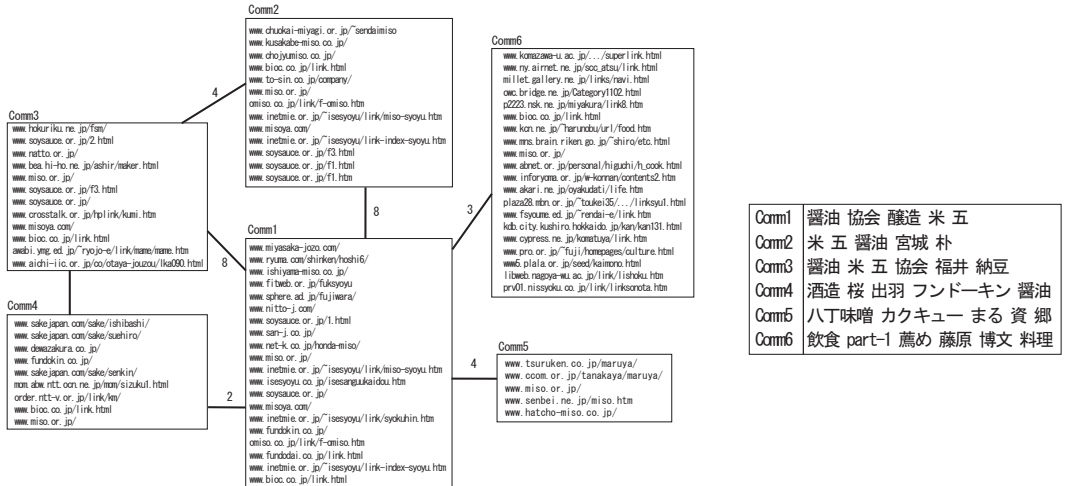 Comm2
www.chuokai-miyagi.or.jp/~sendaimiso
www.kusakabe-miso.co.jp/
www.chojyumiso.co.jp/
www.bioc.co.jp/link.html
www.to-sin.co.jp/company/
www.miso.or.jp/
omiso.co.jp/link/f-omiso.htm
www.inetmie.or.jp/~isesyoyu/link/miso-syoyu.htm
www.misoya.com/
www.inetmie.or.jp/~isesyoyu/link-index-syoyu.htm
www.soysauce.or.jp/f3.html
www.soysauce.or.jp/f1.html
www.soysauce.or.jp/f1.htm
Comm6
www.komazawa-u.ac.jp/.../superlink.html
www.ny.airnet.ne.jp/scc_atsu/link.html
millet.gallery.ne.jp/links/navi.html
owc.bridge.ne.jp/Category1102.html
p2223.nsk.ne.jp/miyakura/link8.htm
www.bioc.co.jp/link.html
www.kcn.ne.jp/~harunobu/url/food.htm
www.mns.brain.riken.go.jp/~shiro/etc.html
www.miso.or.jp/
www.abnet.or.jp/personal/higuchi/h_cook.html
www.inforyoma.or.jp/w-konnan/contents2.htm
www.akari.ne.jp/oyakudati/life.htm
plaza28.mbn.or.jp/~toukei35/.../linksyu1.html
www.fsyoume.ed.jp/~rendai-e/link.htm
kdb.city.kushiro.hokkaido.jp/kan/kan131.html
www.cypress.ne.jp/komatuya/link.htm
www.pro.or.jp/~fuji/homepages/culture.html
www5.plala.or.jp/seed/kaimono.html
libweb.nagoya-wu.ac.jp/link/lishoku.htm
prv01.nissyoku.co.jp/link/linksonota.htm
4
Comm3
www.hokuriku.ne.jp/fsm/
www.soysauce.or.jp/2.html
www.natto.or.jp/
www.bea.hi-ho.ne.jp/ashir/maker.html
www.miso.or.jp/
www.soysauce.or.jp/f3.html
www.soysauce.or.jp/
www.crosstalk.or.jp/hplink/kumi.htm
www.misoya.com/
www.bioc.co.jp/link.html
awabi.ymg.ed.jp/~ryojo-e/link/mame/mame.htm
www.aichi-iic.or.jp/co/otaya-jouzou/lka090.html
8
3
8
Comm1
www.miyasaka-jozo.com/
www.ryuma.com/shinken/hoshi6/
www.ishiyama-miso.co.jp/
www.fitweb.or.jp/fuksyoyu
www.sphere.ad.jp/fujiwara/
www.nitto-j.com/
www.soysauce.or.jp/1.html
www.san-j.co.jp/
www.net-k.co.jp/honda-miso/
www.miso.or.jp/
www.inetmie.or.jp/~isesyoyu/link/miso-syoyu.htm
www.isesyoyu.co.jp/isesanguukaidou.htm
www.soysauce.or.jp/
www.misoya.com/
www.inetmie.or.jp/~isesyoyu/link/syokuhin.htm
www.fundokin.co.jp/
omiso.co.jp/link/f-omiso.htm
www.fundodai.co.jp/link.html
www.inetmie.or.jp/~isesyoyu/link-index-syoyu.htm
www.bioc.co.jp/link.html
Comm4
www.sakejapan.com/sake/ishibashi/
www.sakejapan.com/sake/suehiro/
www.dewazakura.co.jp/
www.fundokin.co.jp/
www.sakejapan.com/sake/senkin/
mom.abw.ntt.ocn.ne.jp/mom/sizuku1.html
order.ntt-v.or.jp/link/km/
www.bioc.co.jp/link.html
www.miso.or.jp/
2
4
Comm5
www.tsuruken.co.jp/maruya/
www.ccom.or.jp/tanakaya/maruya/
www.miso.or.jp/
www.senbei.ne.jp/miso.htm
www.hatcho-miso.co.jp/
Comm1 醤油 協会 醸造 米 五
Comm2 米 五 醤油 宮城 朴
Comm3 醤油 米 五 協会 福井 納豆
Comm4 酒造 桜 出羽 フンドーキン 醤油
Comm5 八丁味噌 カクキュー まる 資 郷
Comm6 飲食 part-1 薦め 藤原 博文 料理